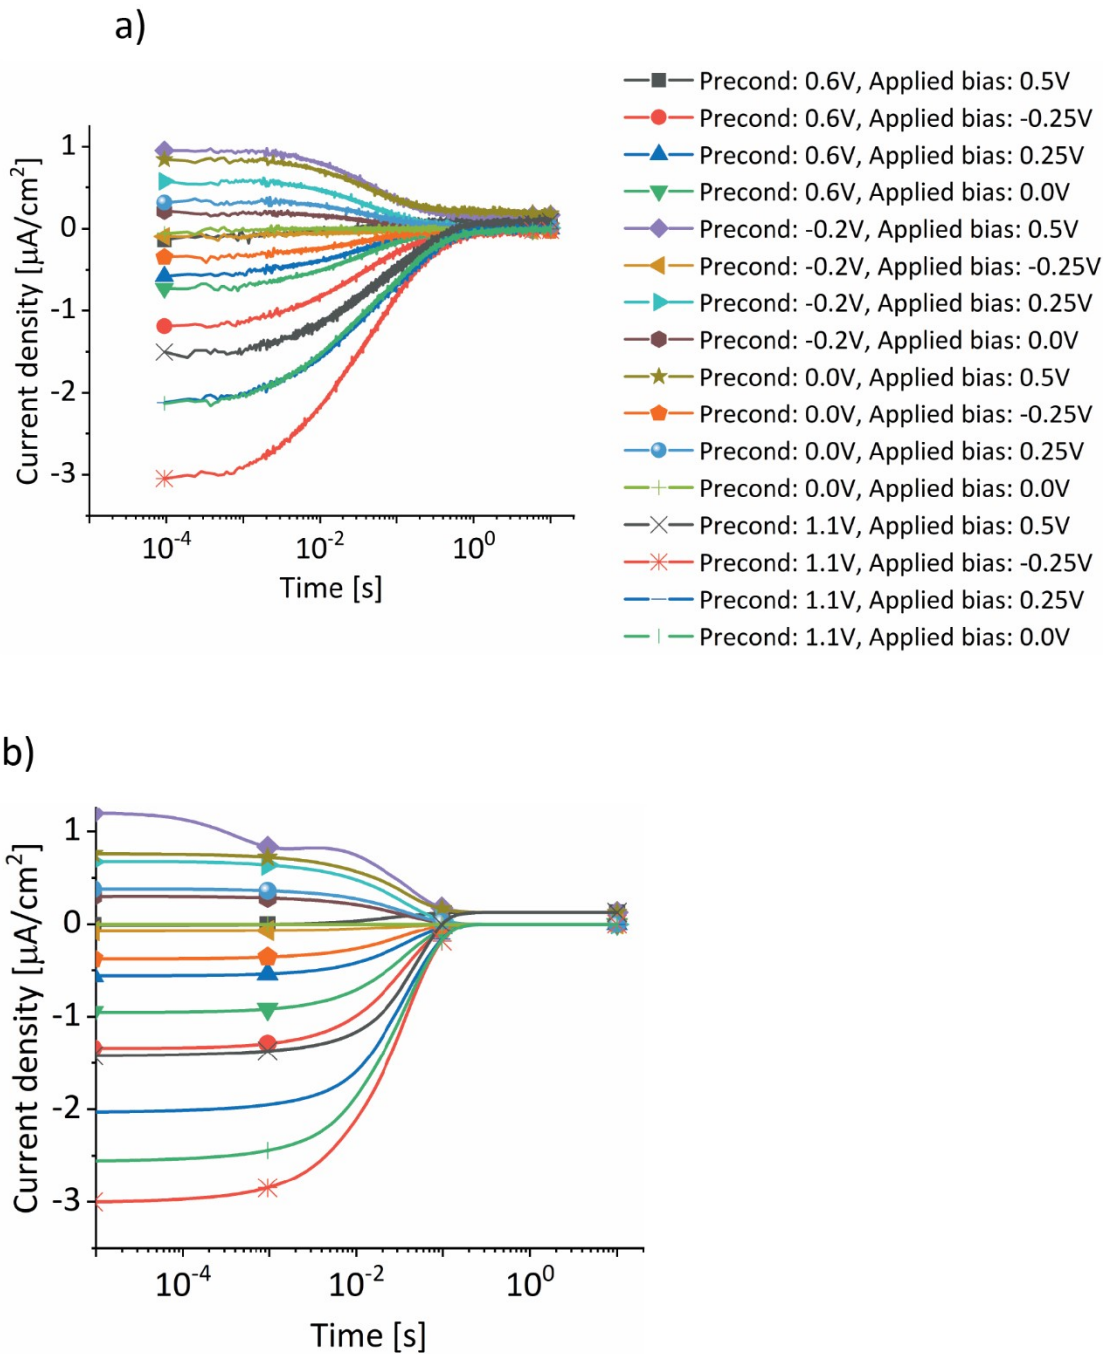 a)
Precond: 0.6V, Applied bias: 0.5V
Precond: 0.6V, Applied bias: -0.25V
Precond: 0.6V, Applied bias: 0.25V
Precond: 0.6V, Applied bias: 0.0V
Precond: -0.2V, Applied bias: 0.5V
Precond: -0.2V, Applied bias: -0.25V
Precond: -0.2V, Applied bias: 0.25V
Precond: -0.2V, Applied bias: 0.0V
Precond: 0.0V, Applied bias: 0.5V
Precond: 0.0V, Applied bias: -0.25V
Precond: 0.0V, Applied bias: 0.25V
Precond: 0.0V, Applied bias: 0.0V
Precond: 1.1V, Applied bias: 0.5V
Precond: 1.1V, Applied bias: -0.25V
Precond: 1.1V, Applied bias: 0.25V
Precond: 1.1V, Applied bias: 0.0V
Current density [µA/cm²]
1
0
-1
-2
-3
10⁻⁴ 10⁻² 10⁰
Time [s]
b)
Current density [µA/cm²]
1
0
-1
-2
-3
10⁻⁴ 10⁻² 10⁰
Time [s]